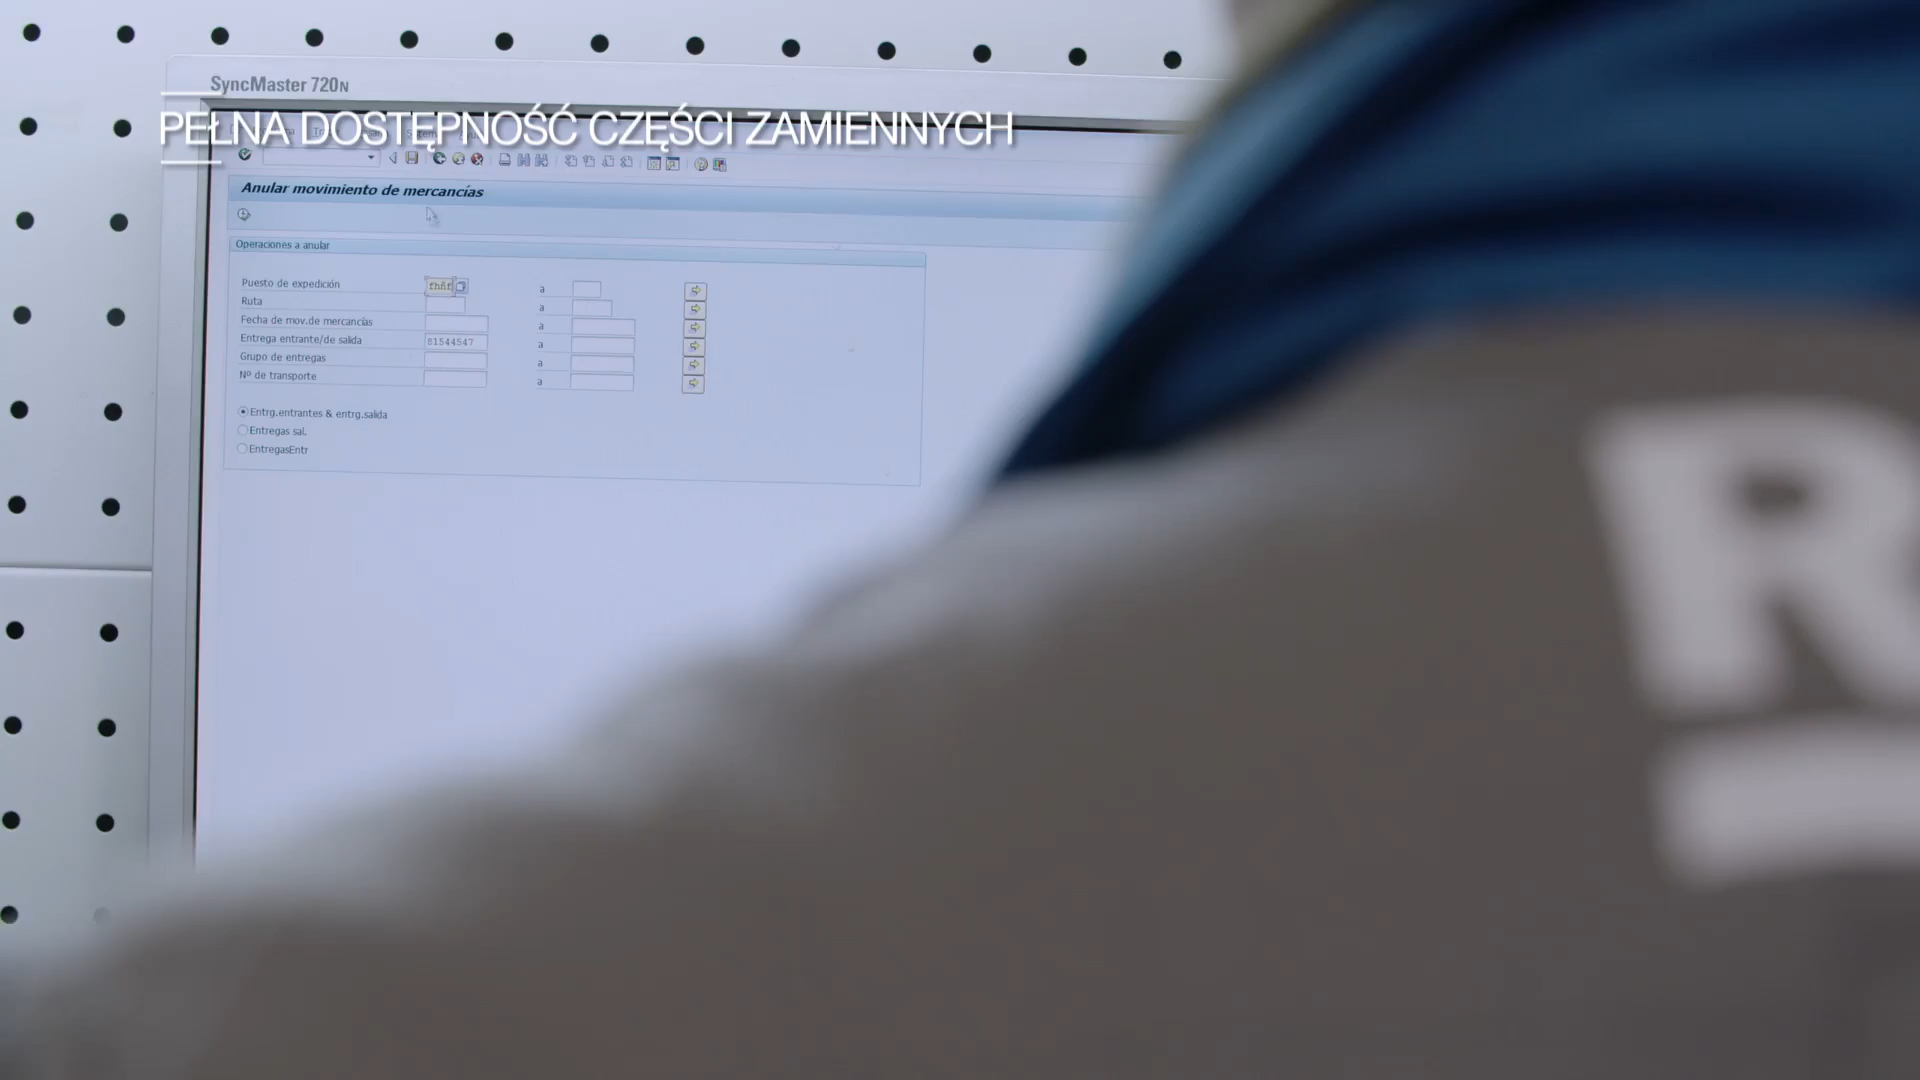 SyncMaster 720N
PEŁNA DOSTĘPNOŚĆ CZĘŚCI ZAMIENNYCH
Anular movimiento de mercancías
Operaciones a anular
Puesto de expedición fhñf a
Ruta a
Fecha de mov.de mercancías a
Entrega entrante/de salida 81544547 a
Grupo de entregas a
Nº de transporte a
Entrg.entrantes & entrg.salida
Entregas sal.
EntregasEntr
R